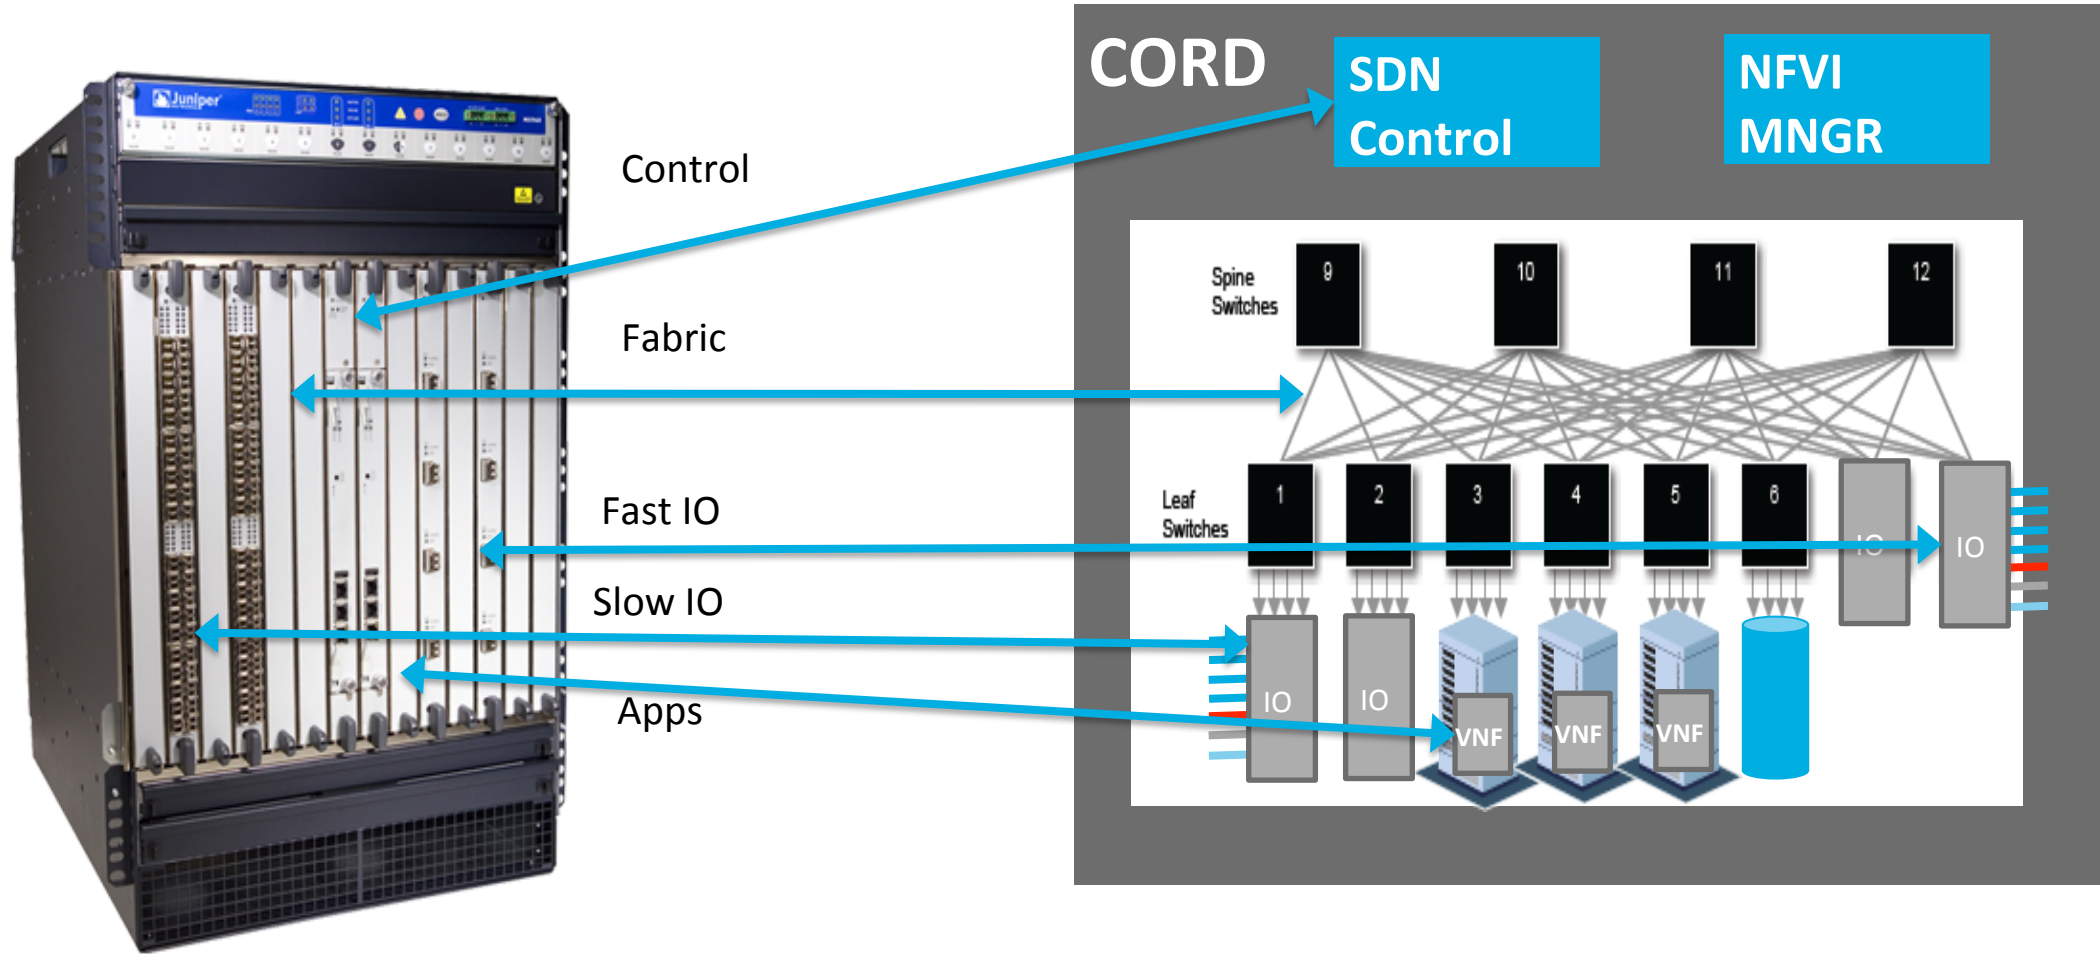 Juniper
Control
Fabric
Fast IO
Slow IO
Apps
CORD
SDN
Control
NFVI
MNGR
Spine
Switches
9
10
11
12
Leaf
Switches
1
2
3
4
5
6
IO
IO
IO
IO
VNF
VNF
VNF